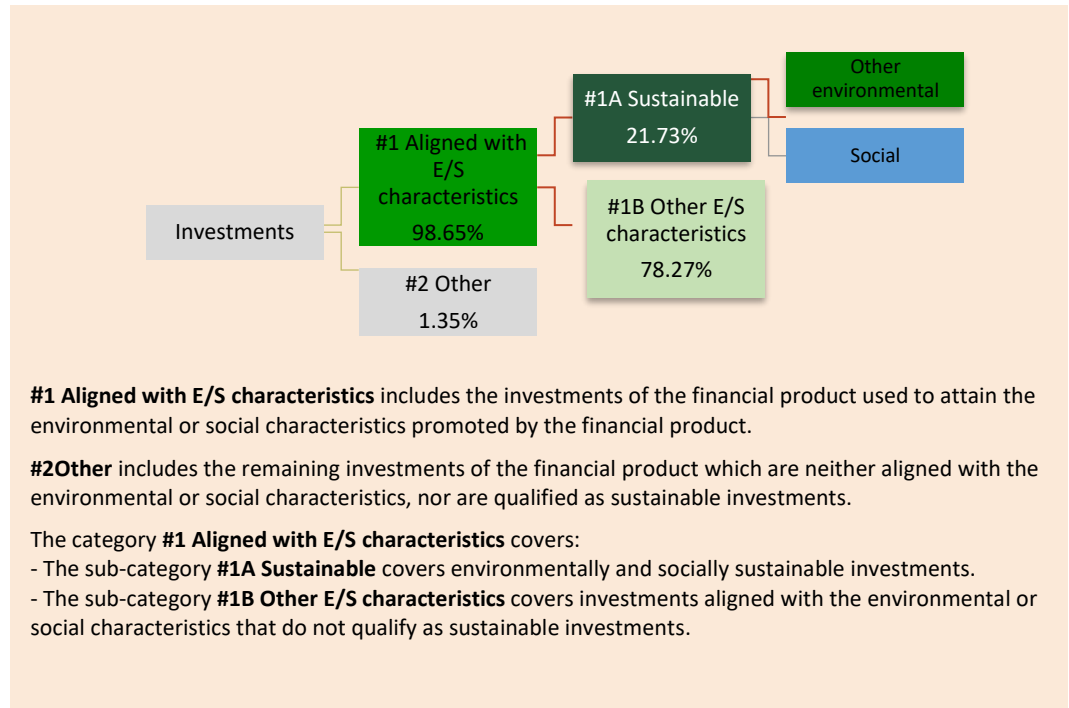 Investments
#1 Aligned with
E/S
characteristics
98.65%
#2 Other
1.35%
#1A Sustainable
21.73%
#1B Other E/S
characteristics
78.27%
Other
environmental
Social
#1 Aligned with E/S characteristics includes the investments of the financial product used to attain the
environmental or social characteristics promoted by the financial product.
#2Other includes the remaining investments of the financial product which are neither aligned with the
environmental or social characteristics, nor are qualified as sustainable investments.
The category #1 Aligned with E/S characteristics covers:
- The sub-category #1A Sustainable covers environmentally and socially sustainable investments.
- The sub-category #1B Other E/S characteristics covers investments aligned with the environmental or
social characteristics that do not qualify as sustainable investments.